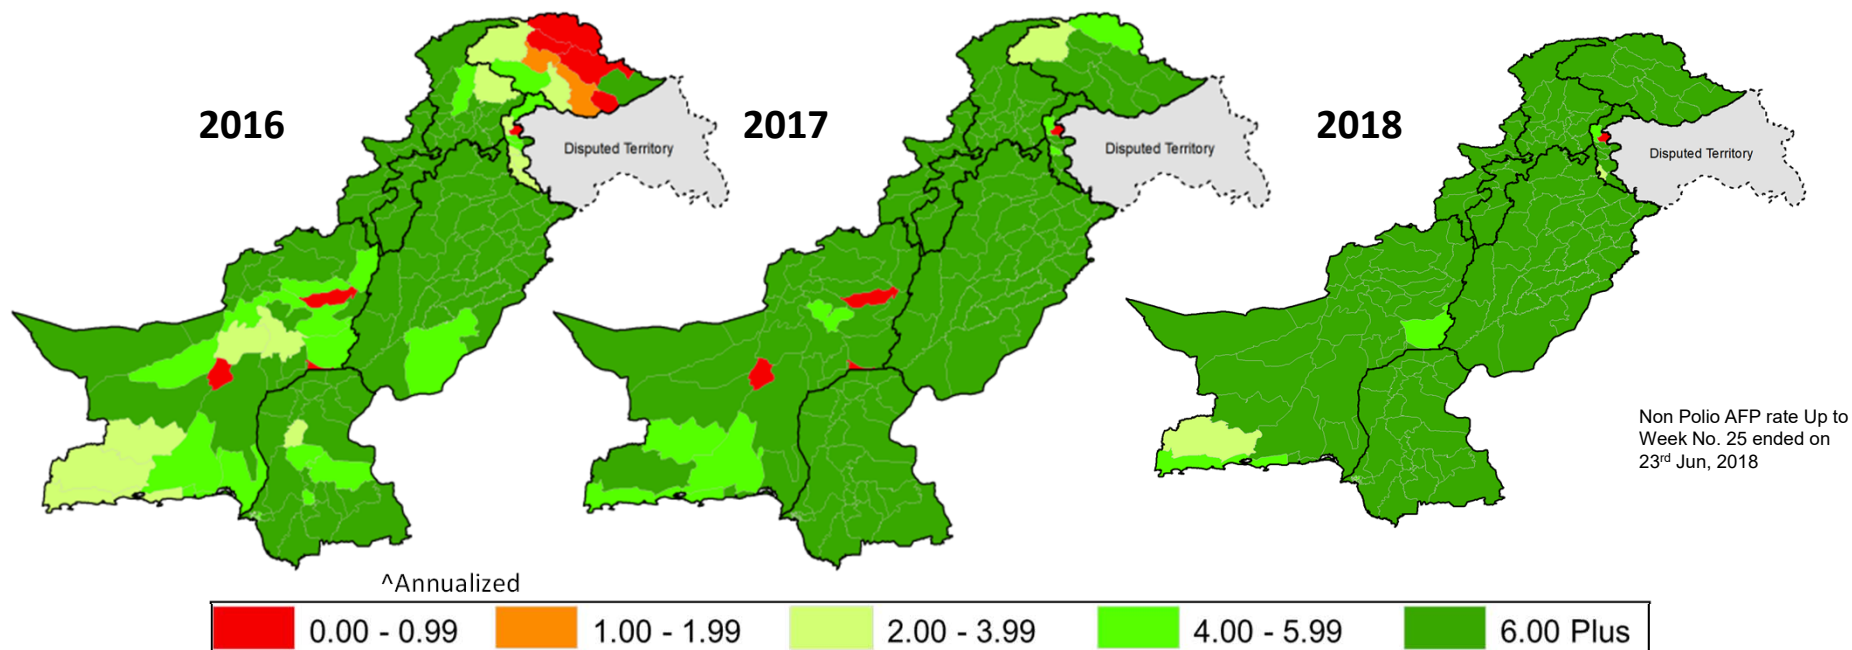 2016
2017
2018
Disputed Territory
Disputed Territory
Disputed Territory
Non Polio AFP rate Up to
Week No. 25 ended on
23rd Jun, 2018
^Annualized
0.00 - 0.99
1.00 - 1.99
2.00 - 3.99
4.00 - 5.99
6.00 Plus